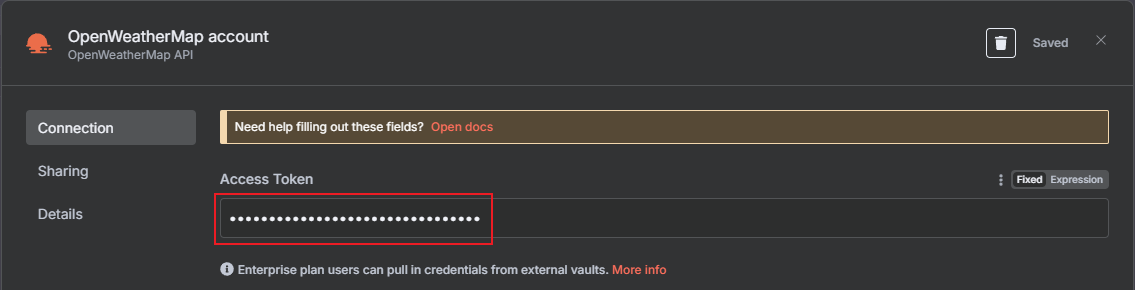 OpenWeatherMap account
OpenWeatherMap API
Saved
Connection
Sharing
Details
Need help filling out these fields? Open docs
Access Token
Fixed Expression
••••••••••••••••••••••••••••••••
Enterprise plan users can pull in credentials from external vaults. More info